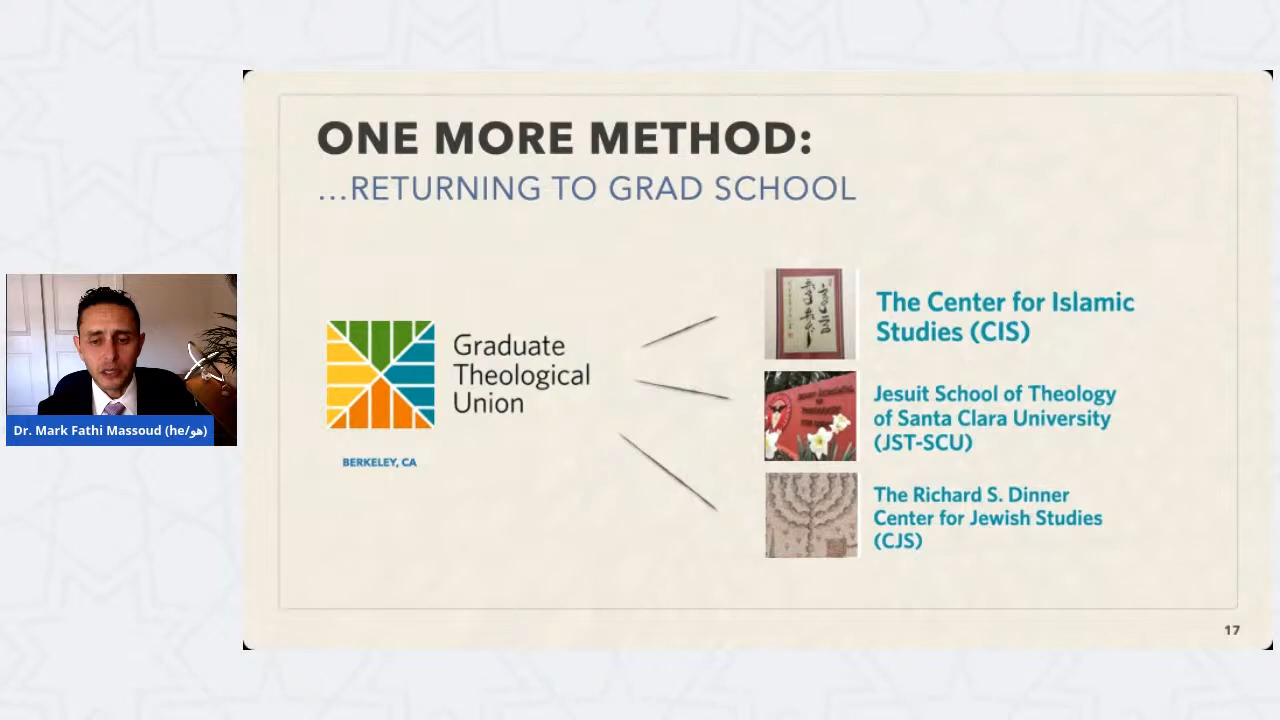 ONE MORE METHOD:
...RETURNING TO GRAD SCHOOL
Graduate
Theological
Union
BERKELEY, CA
The Center for Islamic
Studies (CIS)
Jesuit School of Theology
of Santa Clara University
(JST-SCU)
The Richard S. Dinner
Center for Jewish Studies
(CJS)
17
Dr. Mark Fathi Massoud (he/هو)